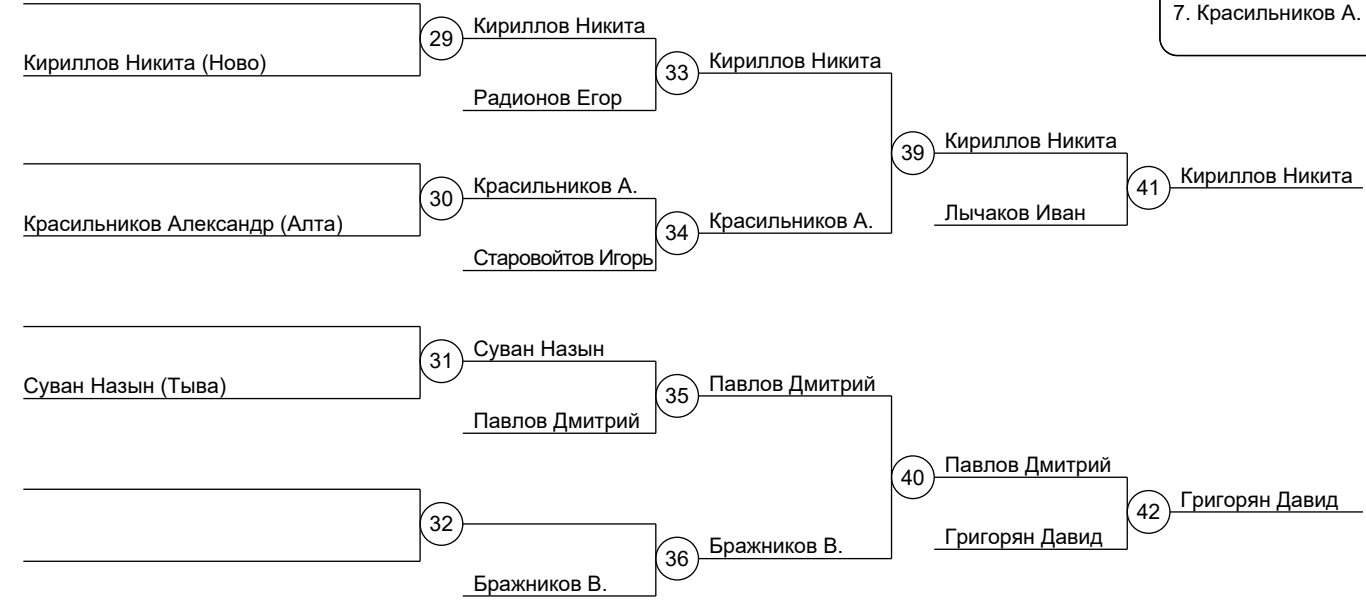 7. Красильников А.
Кириллов Никита
29
Кириллов Никита (Ново)
Кириллов Никита
33
Радионов Егор
Кириллов Никита
39
Красильников А.
30
Красильников Александр (Алта)
Красильников А.
34
Старовойтов Игорь
Лычаков Иван
41
Кириллов Никита
Суван Назын
31
Суван Назын (Тыва)
Павлов Дмитрий
35
Павлов Дмитрий
Павлов Дмитрий
40
32
Бражников В.
36
Бражников В.
Григорян Давид
42
Григорян Давид